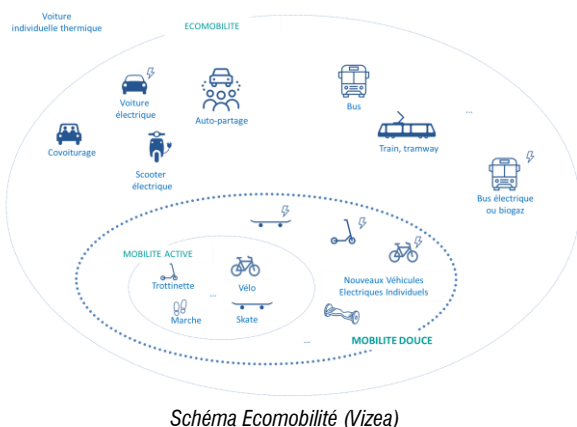 Voiture
individuelle thermique
ECOMOBILITE
Voiture
électrique
Auto-partage
Bus
...
Train, tramway
Covoiturage
Scooter
électrique
Bus électrique
ou biogaz
MOBILITE ACTIVE
Trottinette
Vélo
...
Marche
Skate
Nouveaux Véhicules
Electriques Individuels
...
MOBILITE DOUCE
Schéma Ecomobilité (Vizea)